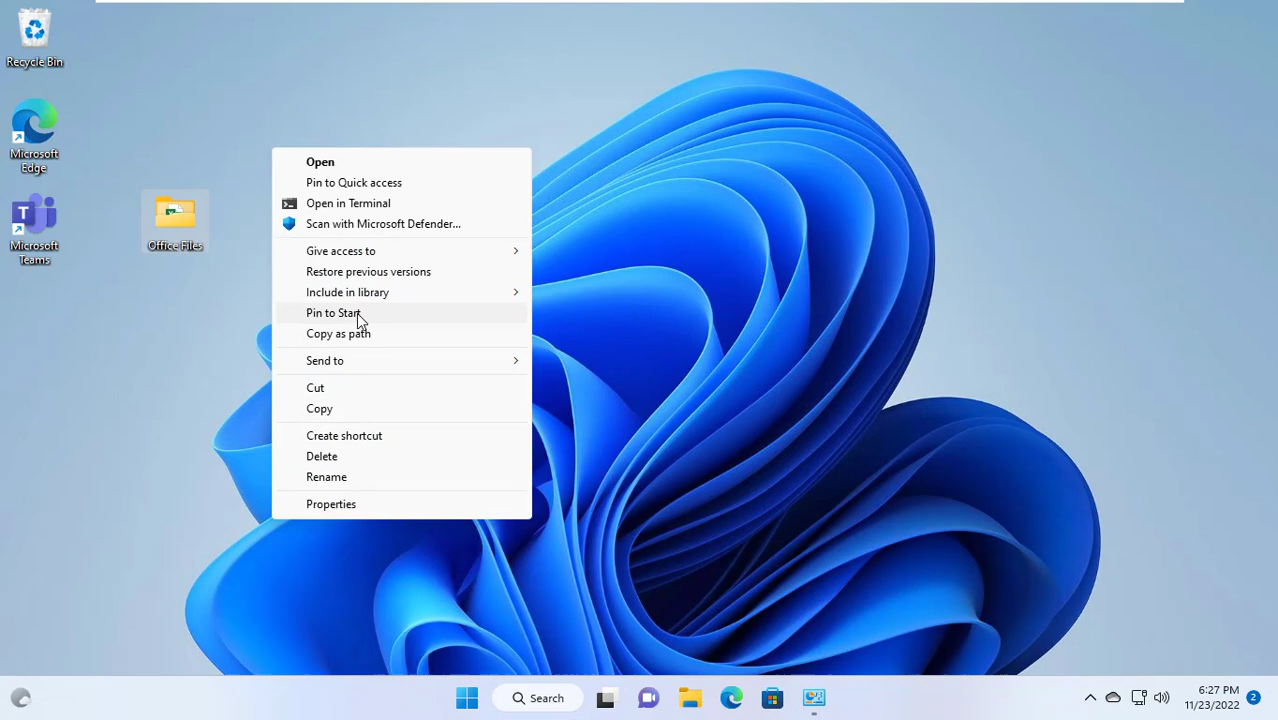 Recycle Bin
Microsoft
Edge
Microsoft
Teams
Office Files
Open
Pin to Quick access
Open in Terminal
Scan with Microsoft Defender...
Give access to
Restore previous versions
Include in library
Pin to Start
Copy as path
Send to
Cut
Copy
Create shortcut
Delete
Rename
Properties
Search
6:27 PM
11/23/2022
2